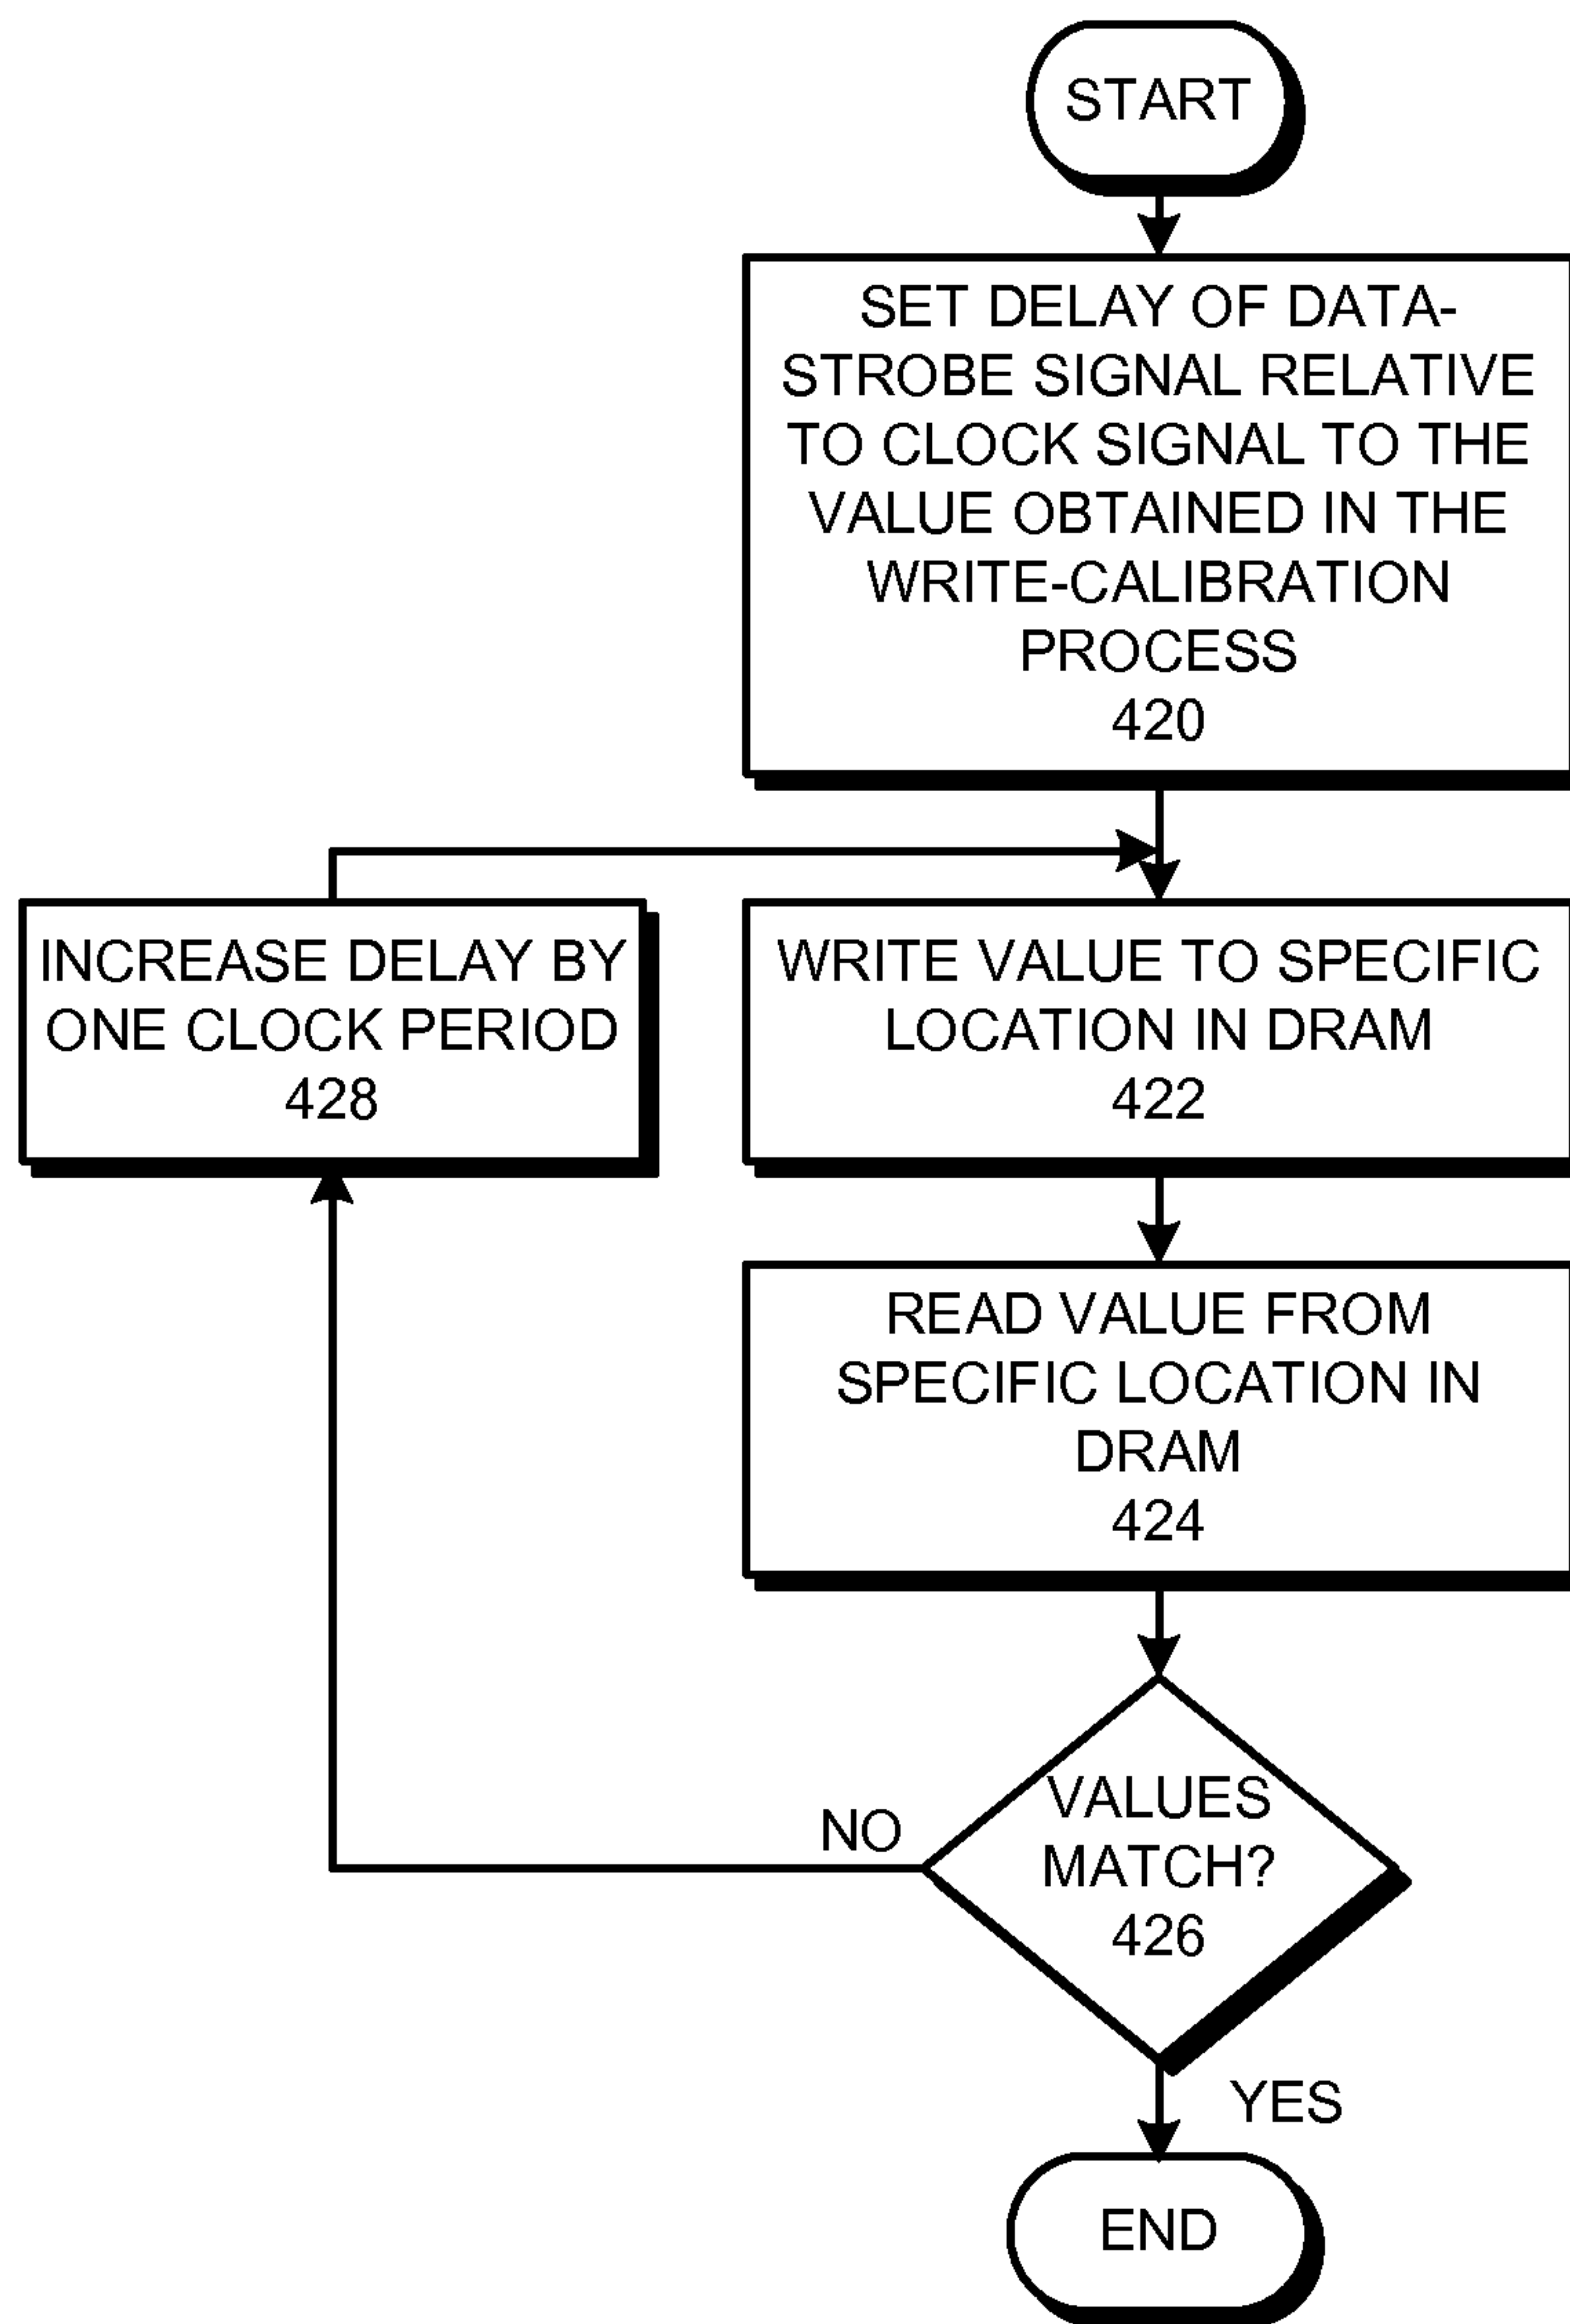 START
SET DELAY OF DATA-
STROBE SIGNAL RELATIVE
TO CLOCK SIGNAL TO THE
VALUE OBTAINED IN THE
WRITE-CALIBRATION
PROCESS
420
INCREASE DELAY BY
ONE CLOCK PERIOD
428
WRITE VALUE TO SPECIFIC
LOCATION IN DRAM
422
READ VALUE FROM
SPECIFIC LOCATION IN
DRAM
424
VALUES
MATCH?
426
NO
YES
END